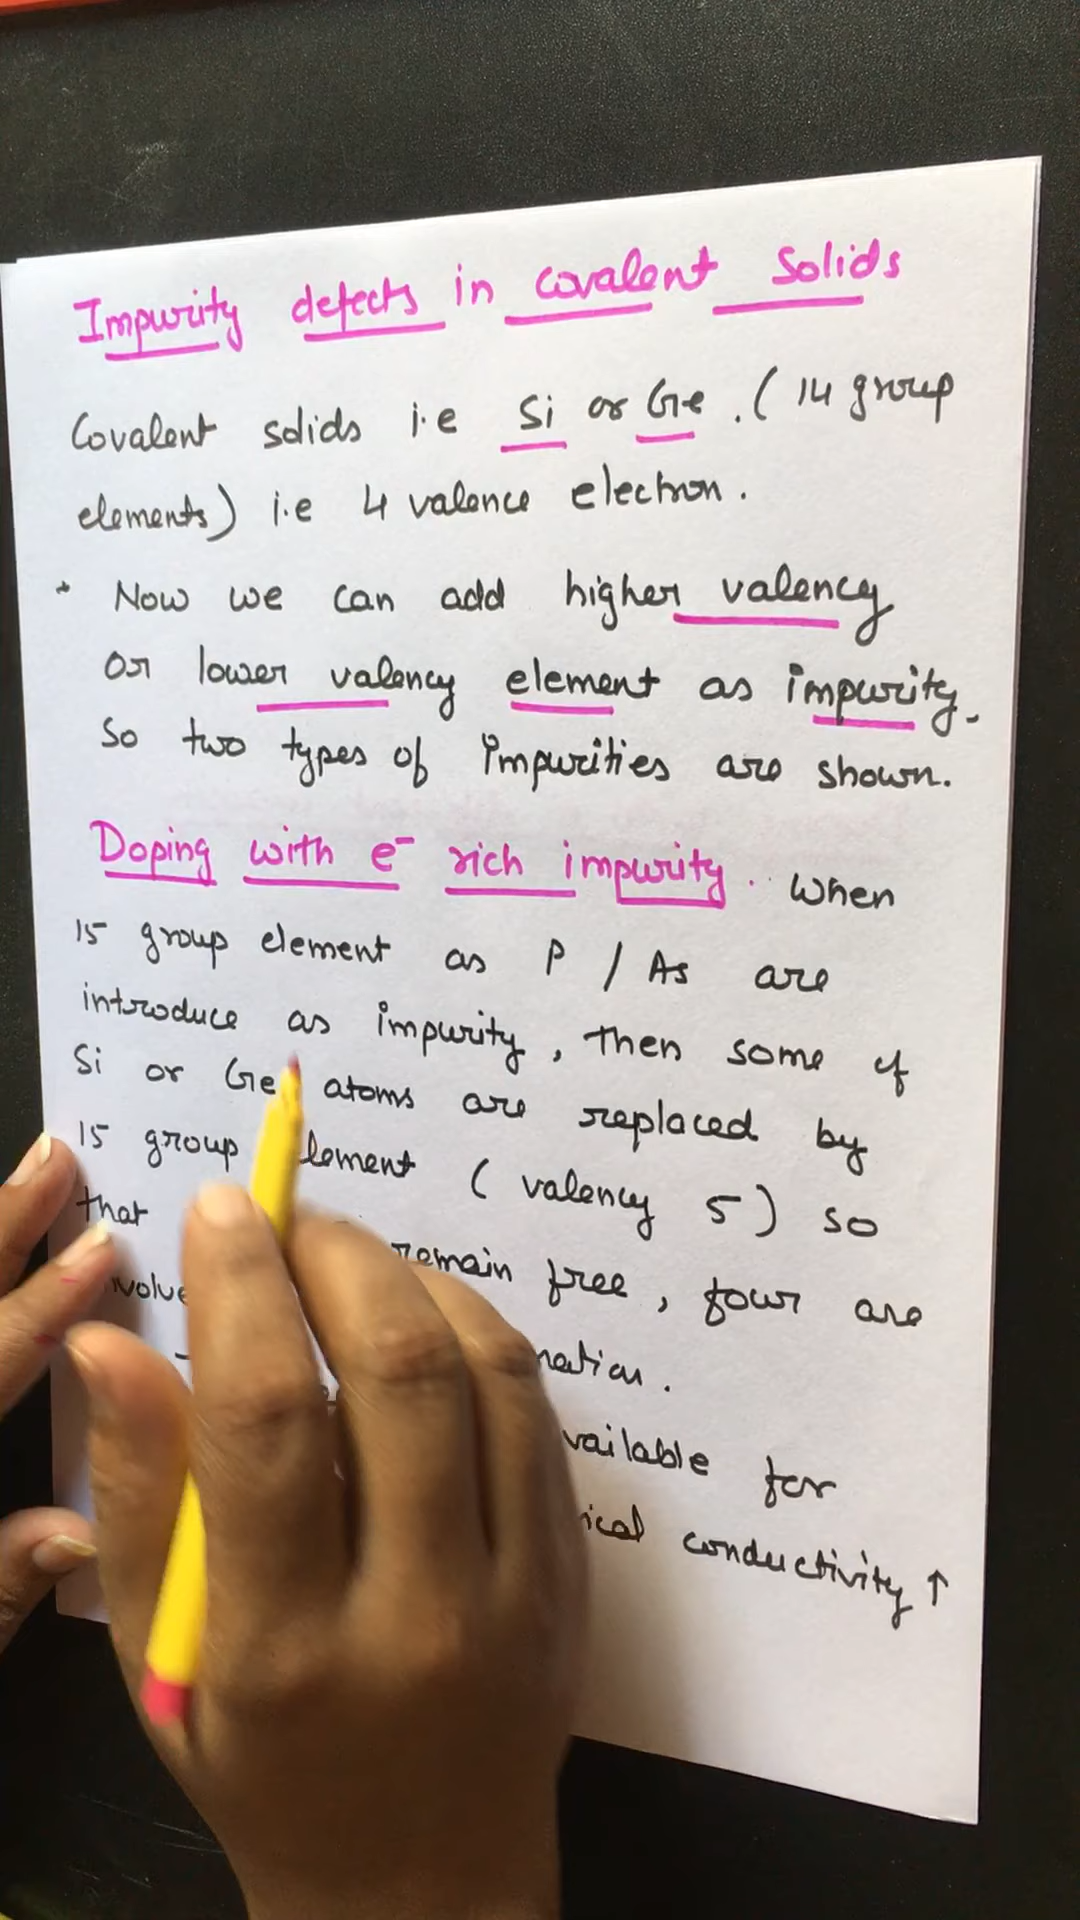 Impurity defects in covalent solids
Covalent solids i.e Si or Ge . ( 14 group
elements) i.e 4 valence electron .
* Now we can add higher valency
or lower valency element as impurity.
So two types of impurities are shown.
Doping with e⁻ rich impurity . When
15 group element as P / As are
introduce as impurity , then some of
Si or Ge atoms are replaced by
15 group lement ( valency 5 ) so
that remain free , four are
volve
.
vailable for
ical conductivity ↑